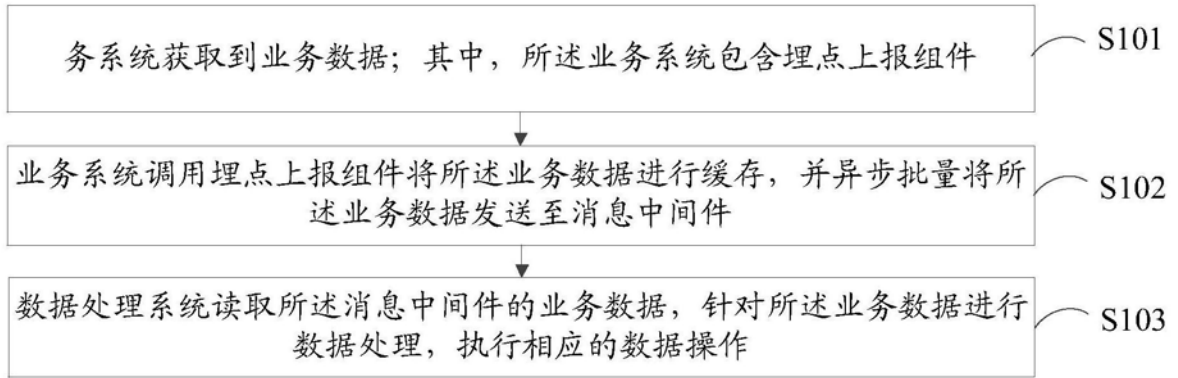 务系统获取到业务数据；其中，所述业务系统包含埋点上报组件
S101
业务系统调用埋点上报组件将所述业务数据进行缓存，并异步批量将所
述业务数据发送至消息中间件
S102
数据处理系统读取所述消息中间件的业务数据，针对所述业务数据进行
数据处理，执行相应的数据操作
S103